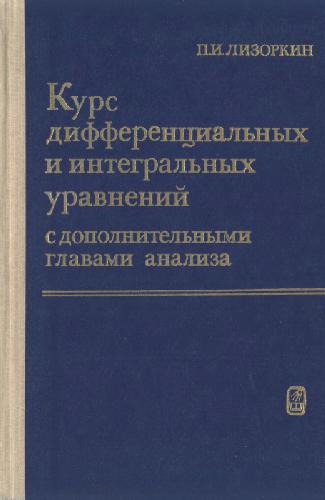 П.И.ЛИЗОРКИН
Курс
дифференциальных
и интегральных
уравнений
с дополнительными
главами анализа